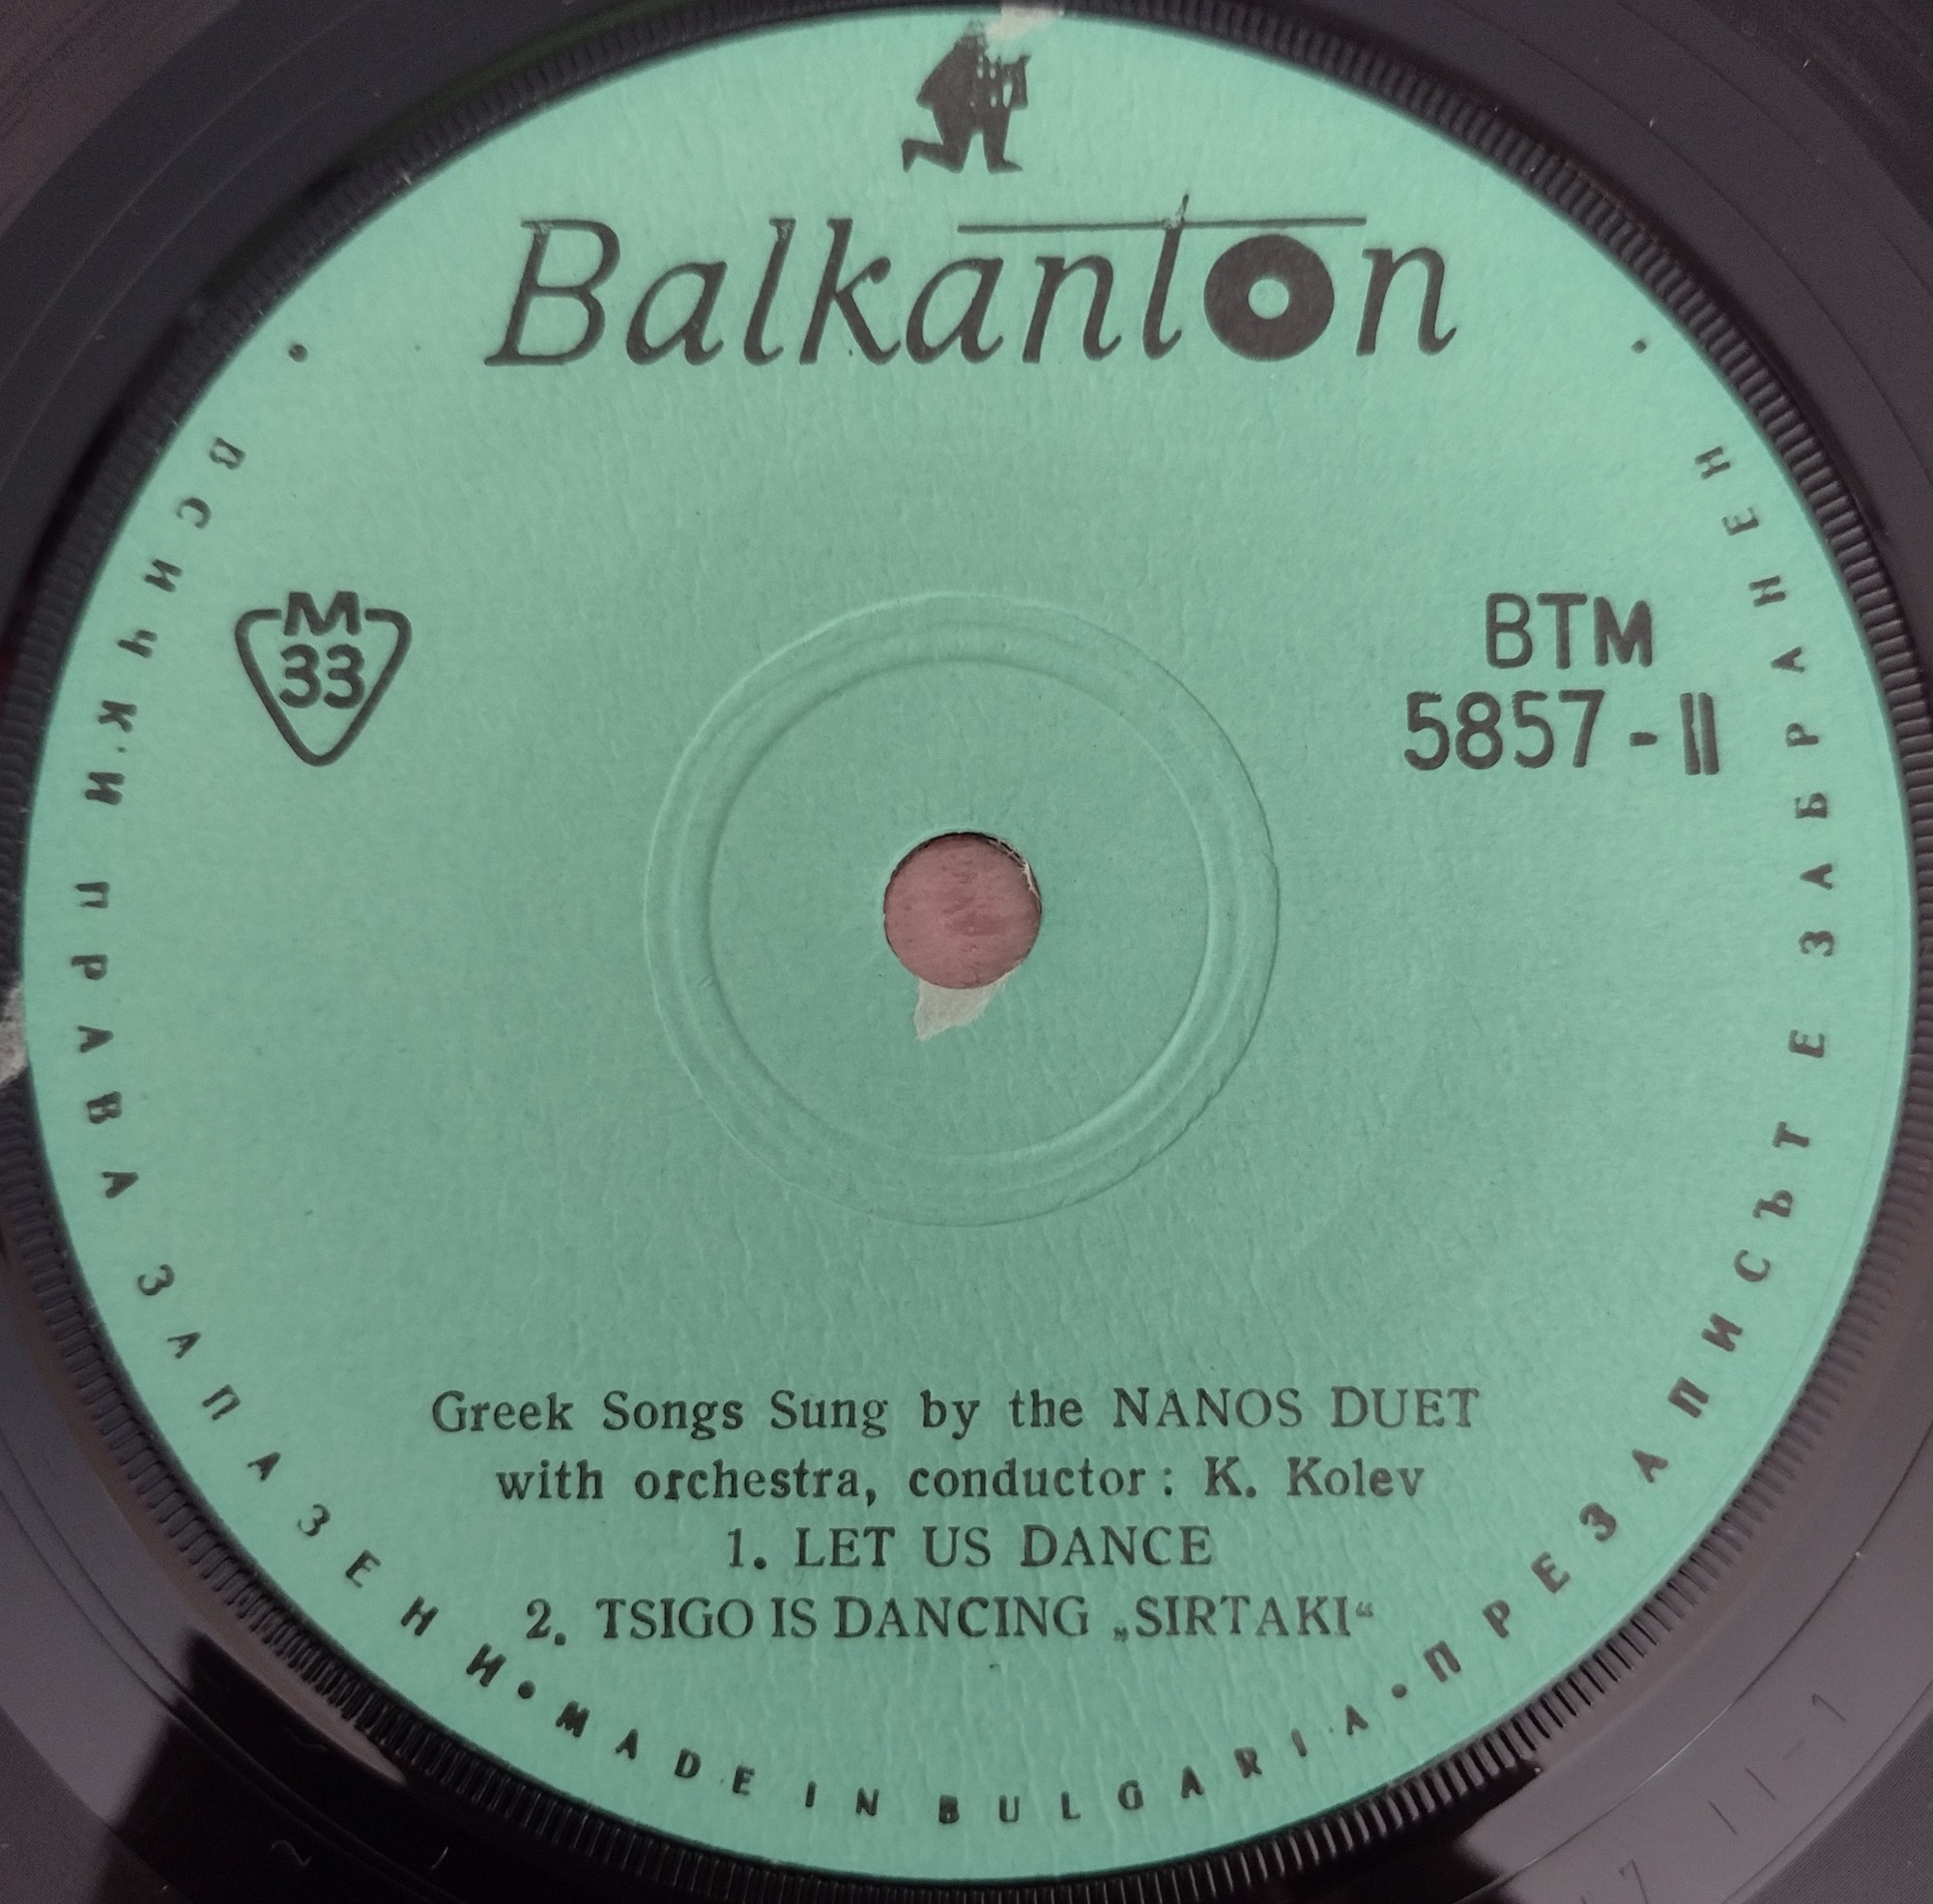 Balkanton
M
33
BTM
5857-II
Greek Songs Sung by the NANOS DUET
with orchestra, conductor: K. Kolev
1. LET US DANCE
2. TSIGO IS DANCING „SIRTAKI“
• ВСИЧКИ ПРАВА ЗАПАЗЕНИ • MADE IN BULGARIA • ПРЕЗАПИСЪТ Е ЗАБРАНЕН •